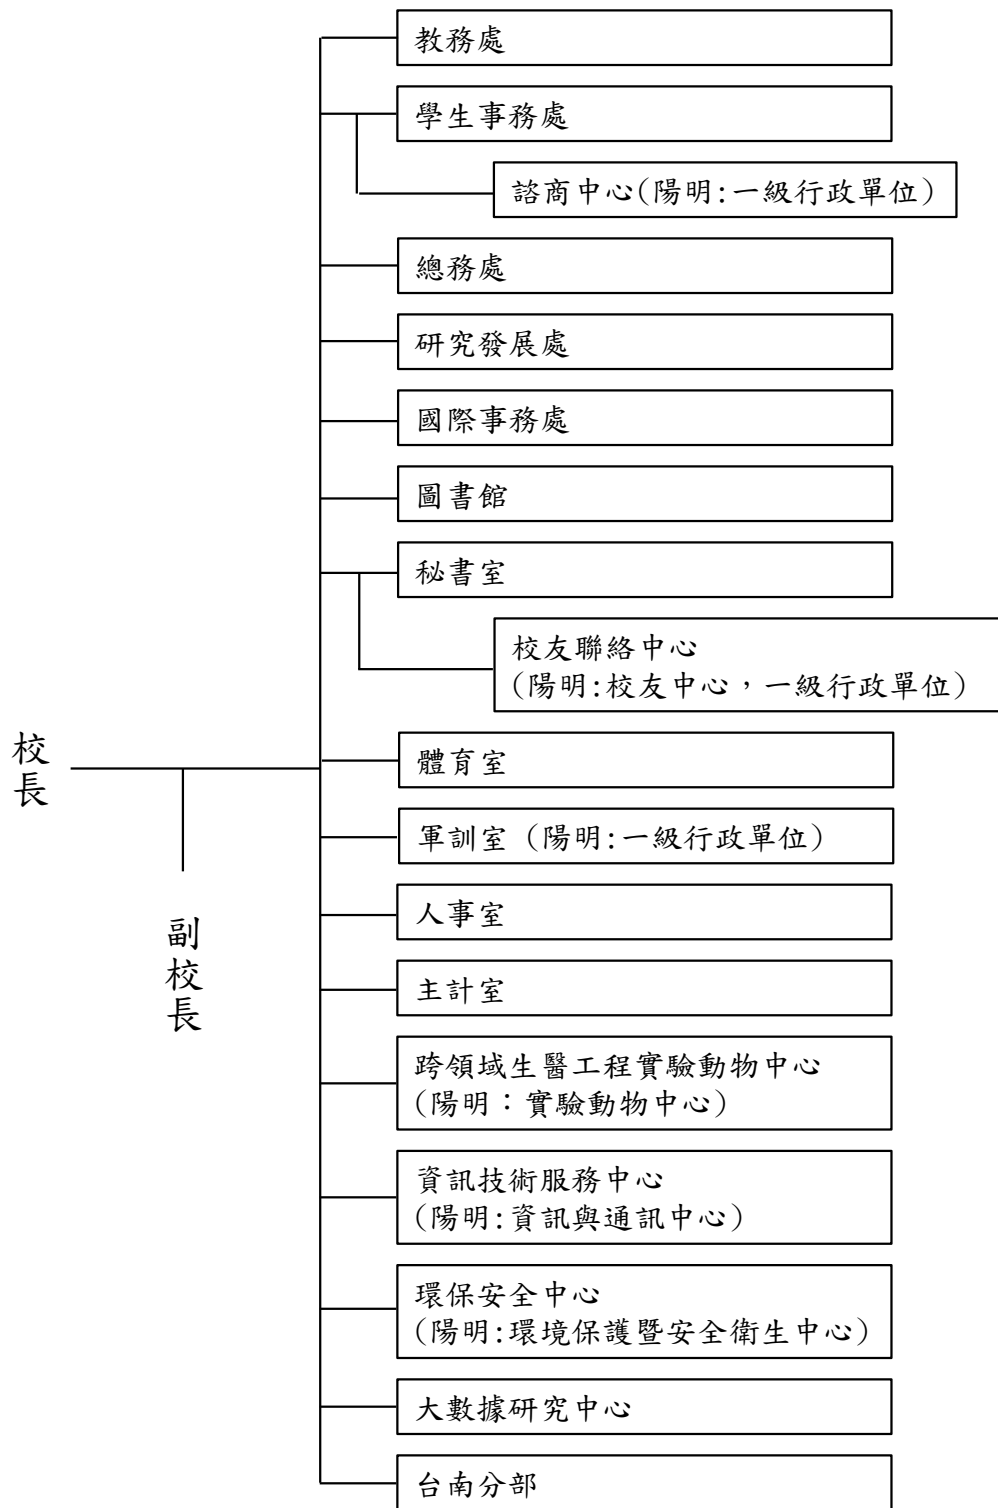 教務處
學生事務處
諮商中心(陽明:一級行政單位)
總務處
研究發展處
國際事務處
圖書館
秘書室
校友聯絡中心
(陽明:校友中心，一級行政單位)
校長
副校長
體育室
軍訓室 (陽明:一級行政單位)
人事室
主計室
跨領域生醫工程實驗動物中心
(陽明：實驗動物中心)
資訊技術服務中心
(陽明:資訊與通訊中心)
環保安全中心
(陽明:環境保護暨安全衛生中心)
大數據研究中心
台南分部